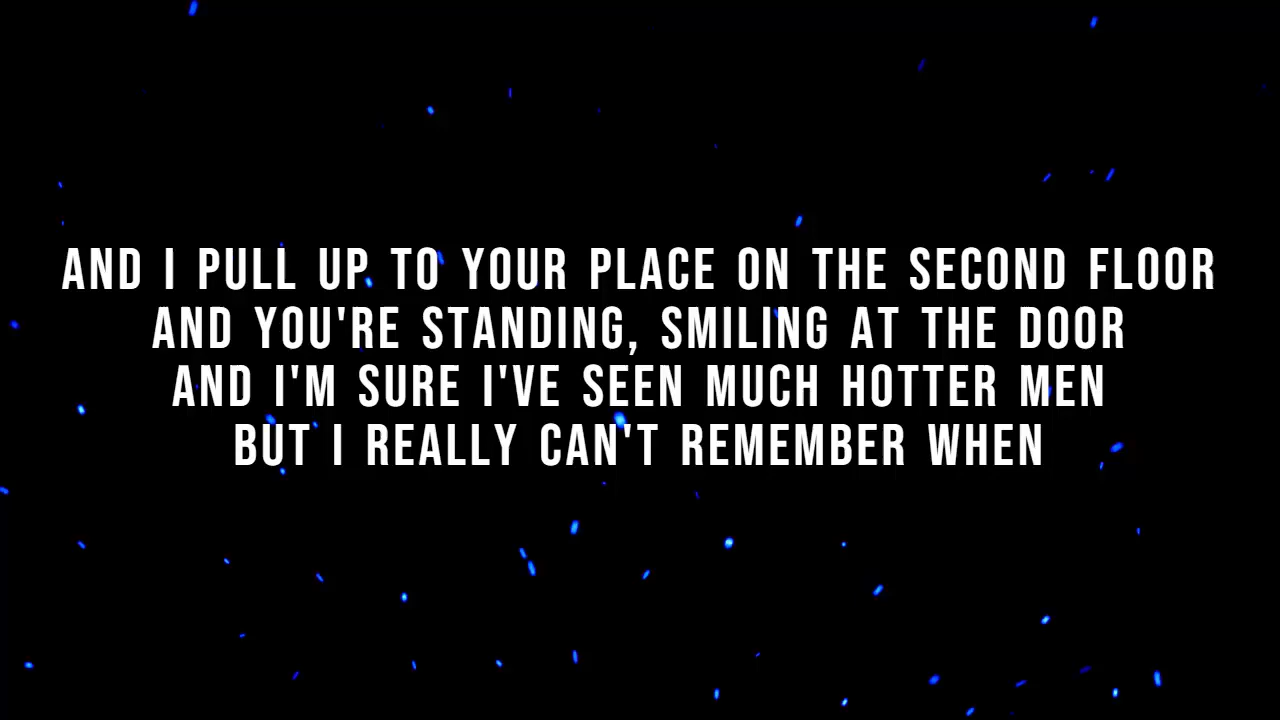 AND I PULL UP TO YOUR PLACE ON THE SECOND FLOOR
AND YOU'RE STANDING, SMILING AT THE DOOR
AND I'M SURE I'VE SEEN MUCH HOTTER MEN
BUT I REALLY CAN'T REMEMBER WHEN